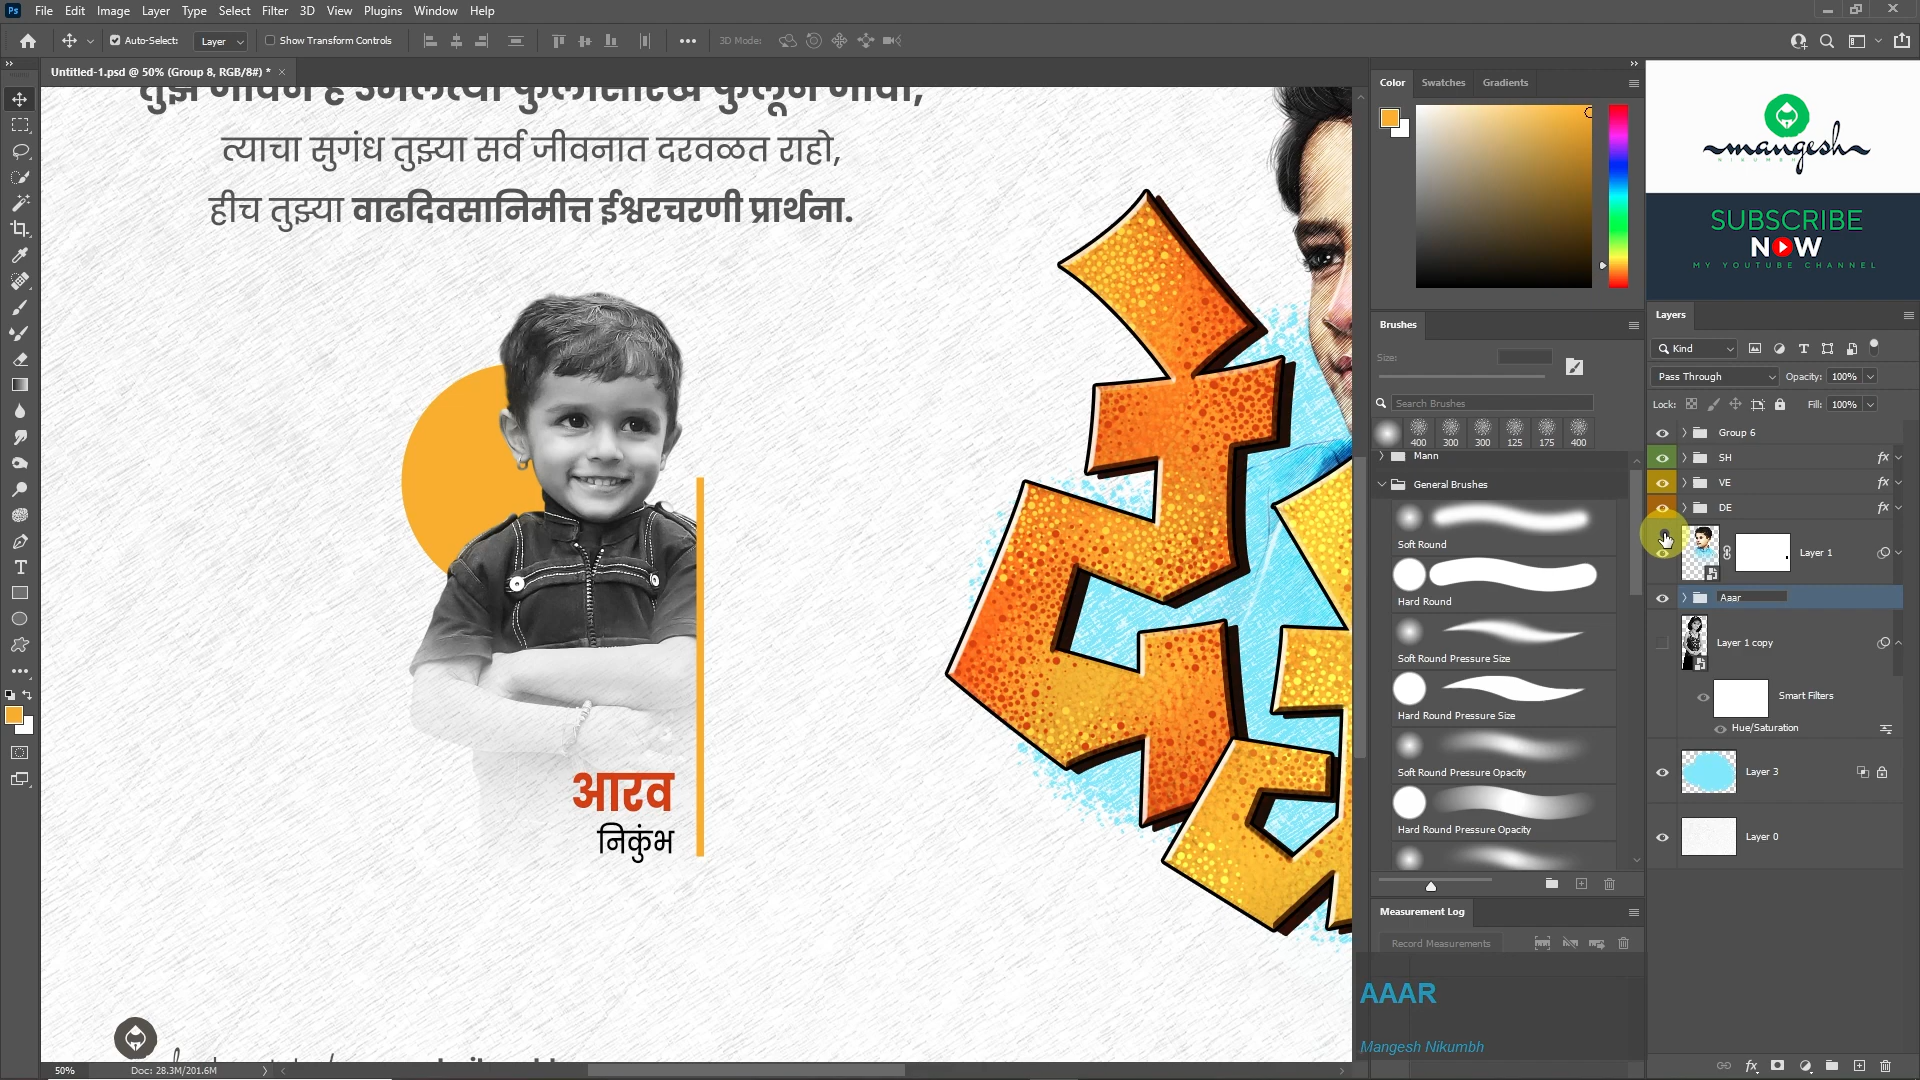 Ps File Edit Image Layer Type Select Filter 3D View Plugins Window Help
Auto-Select: Layer Show Transform Controls 3D Mode:
Untitled-1.psd @ 50% (Group 8, RGB/8#) *
तुझे जीवन हे उमलत्या फुलासारखे फुलून जावो,
त्याचा सुगंध तुझ्या सर्व जीवनात दरवळत राहो,
हीच तुझ्या वाढदिवसानिमीत्त ईश्वरचरणी प्रार्थना.
आरव
निकुंभ
50% Doc: 28.3M/201.6M
Color Swatches Gradients
Brushes
Size:
Search Brushes
400 300 300 125 175 400
Mann
General Brushes
Soft Round
Hard Round
Soft Round Pressure Size
Hard Round Pressure Size
Soft Round Pressure Opacity
Hard Round Pressure Opacity
Measurement Log
Record Measurements
AAAR
Mangesh Nikumbh
mangesh
SUBSCRIBE
NOW
MY YOUTUBE CHANNEL
Layers
Kind
Pass Through Opacity: 100%
Lock: Fill: 100%
Group 6
SH fx
VE fx
DE fx
Layer 1
Aaar
Layer 1 copy
Smart Filters
Hue/Saturation
Layer 3
Layer 0
fx